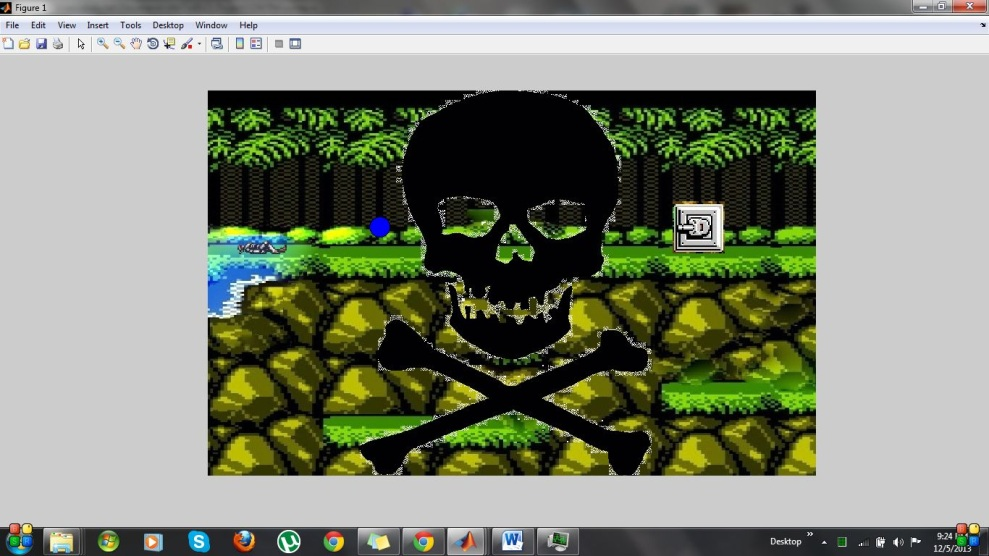 Figure 1
File Edit View Insert Tools Desktop Window Help
Desktop
9:24
12/5/2013